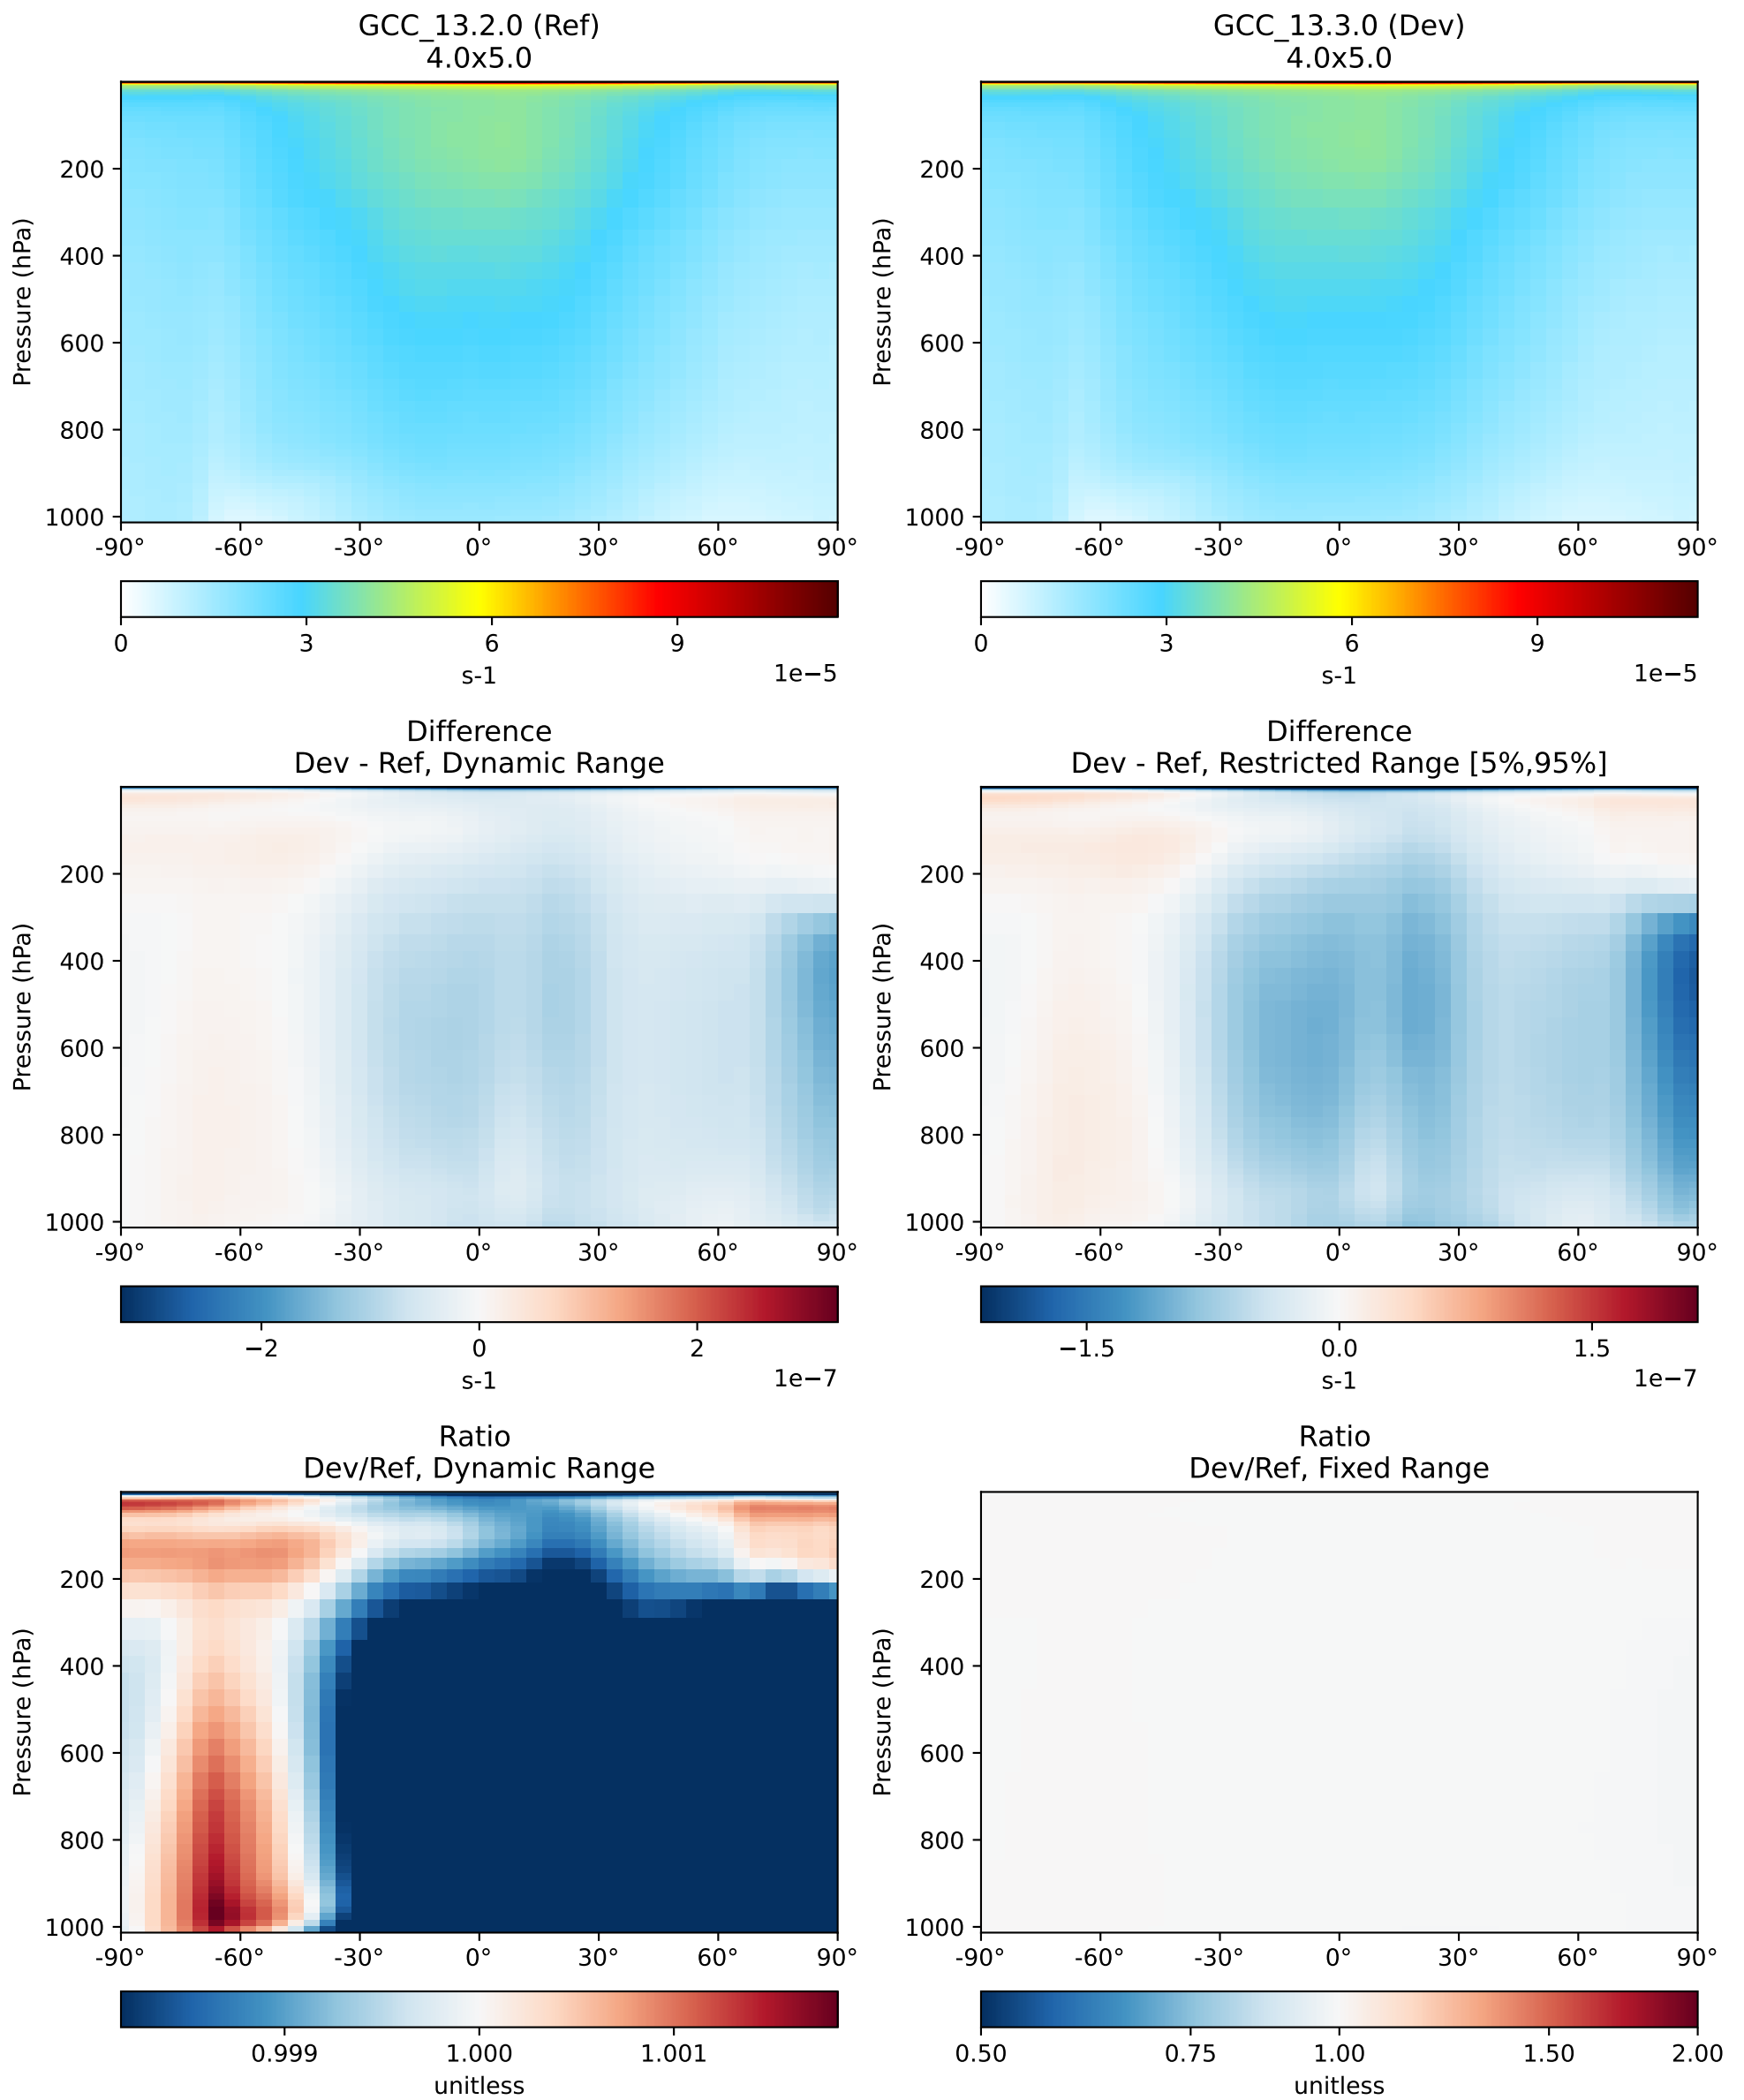 GCC_13.2.0 (Ref)
4.0x5.0
Pressure (hPa)
200
400
600
800
1000
-90° -60° -30° 0° 30° 60° 90°
0 3 6 9
s-1 1e−5
GCC_13.3.0 (Dev)
4.0x5.0
Pressure (hPa)
200
400
600
800
1000
-90° -60° -30° 0° 30° 60° 90°
0 3 6 9
s-1 1e−5
Difference
Dev - Ref, Dynamic Range
Pressure (hPa)
200
400
600
800
1000
-90° -60° -30° 0° 30° 60° 90°
−2 0 2
s-1 1e−7
Difference
Dev - Ref, Restricted Range [5%,95%]
Pressure (hPa)
200
400
600
800
1000
-90° -60° -30° 0° 30° 60° 90°
−1.5 0.0 1.5
s-1 1e−7
Ratio
Dev/Ref, Dynamic Range
Pressure (hPa)
200
400
600
800
1000
-90° -60° -30° 0° 30° 60° 90°
0.999 1.000 1.001
unitless
Ratio
Dev/Ref, Fixed Range
Pressure (hPa)
200
400
600
800
1000
-90° -60° -30° 0° 30° 60° 90°
0.50 0.75 1.00 1.50 2.00
unitless